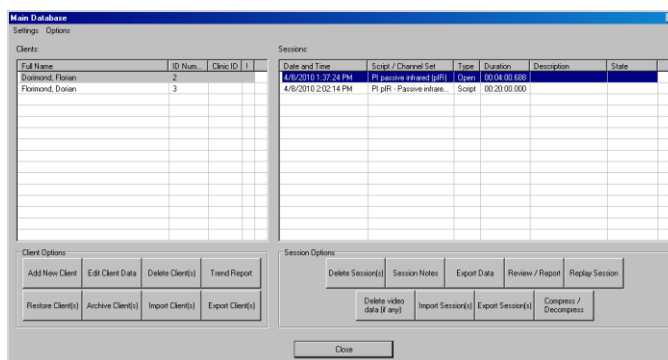 Main Database
Settings Options
Clients:
Full Name ID Num... Clinic ID !
Dorimond, Florian 2
Florimond, Dorian 3
Sessions:
Date and Time Script / Channel Set Type Duration Description State
4/8/2010 1:37:24 PM PI passive infrared (pIR) Open 00:04:00.688
4/8/2010 2:02:14 PM PI pIR - Passive infrare... Script 00:20:00.000
Client Options
Add New Client Edit Client Data Delete Client(s) Trend Report
Restore Client(s) Archive Client(s) Import Client(s) Export Client(s)
Session Options
Delete Session(s) Session Notes Export Data Review / Report Replay Session
Delete video
data (if any) Import Session(s) Export Session(s) Compress /
Decompress
Close